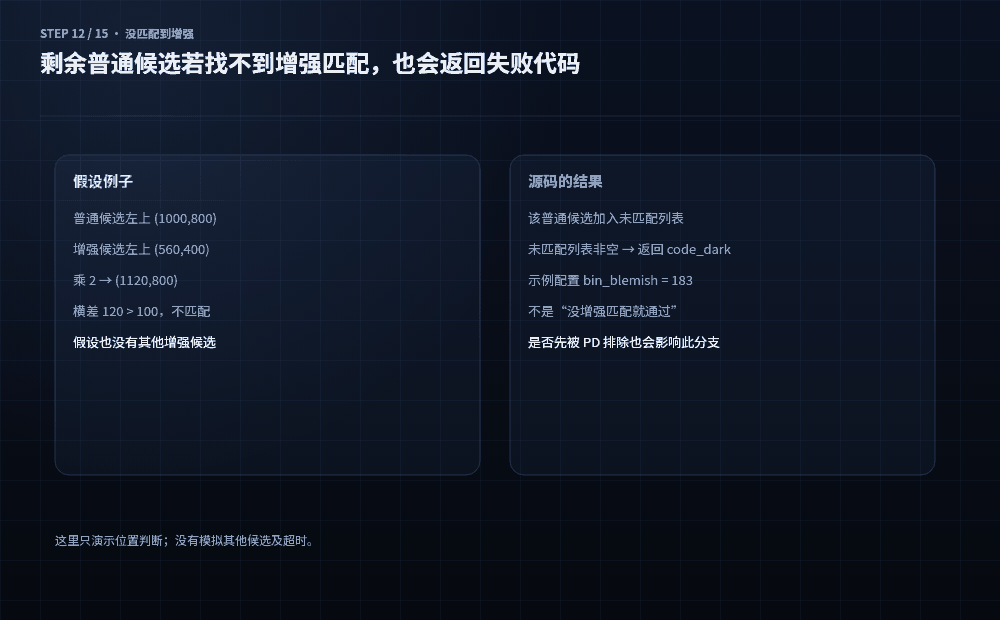 STEP 12 / 15 · 没匹配到增强
剩余普通候选若找不到增强匹配，也会返回失败代码
假设例子
普通候选左上 (1000,800)
增强候选左上 (560,400)
乘 2 → (1120,800)
横差 120 > 100，不匹配
假设也没有其他增强候选
源码的结果
该普通候选加入未匹配列表
未匹配列表非空 → 返回 code_dark
示例配置 bin_blemish = 183
不是“没增强匹配就通过”
是否先被 PD 排除也会影响此分支
这里只演示位置判断；没有模拟其他候选及超时。